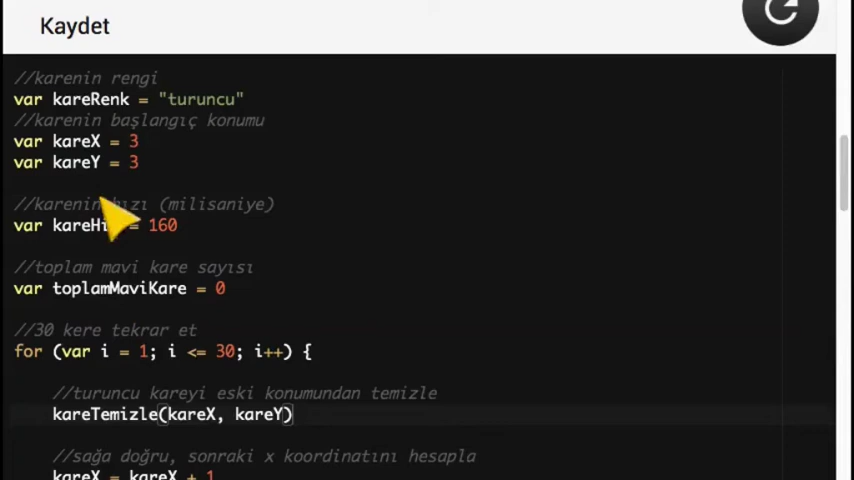 Kaydet
//karenin rengi
var kareRenk = "turuncu"
//karenin başlangıç konumu
var kareX = 3
var kareY = 3
//karenin hızı (milisaniye)
var kareHı = 160
//toplam mavi kare sayısı
var toplamMaviKare = 0
//30 kere tekrar et
for (var i = 1; i <= 30; i++) {
//turuncu kareyi eski konumundan temizle
kareTemizle(kareX, kareY)
//sağa doğru, sonraki x koordinatını hesapla
kareX = kareX + 1